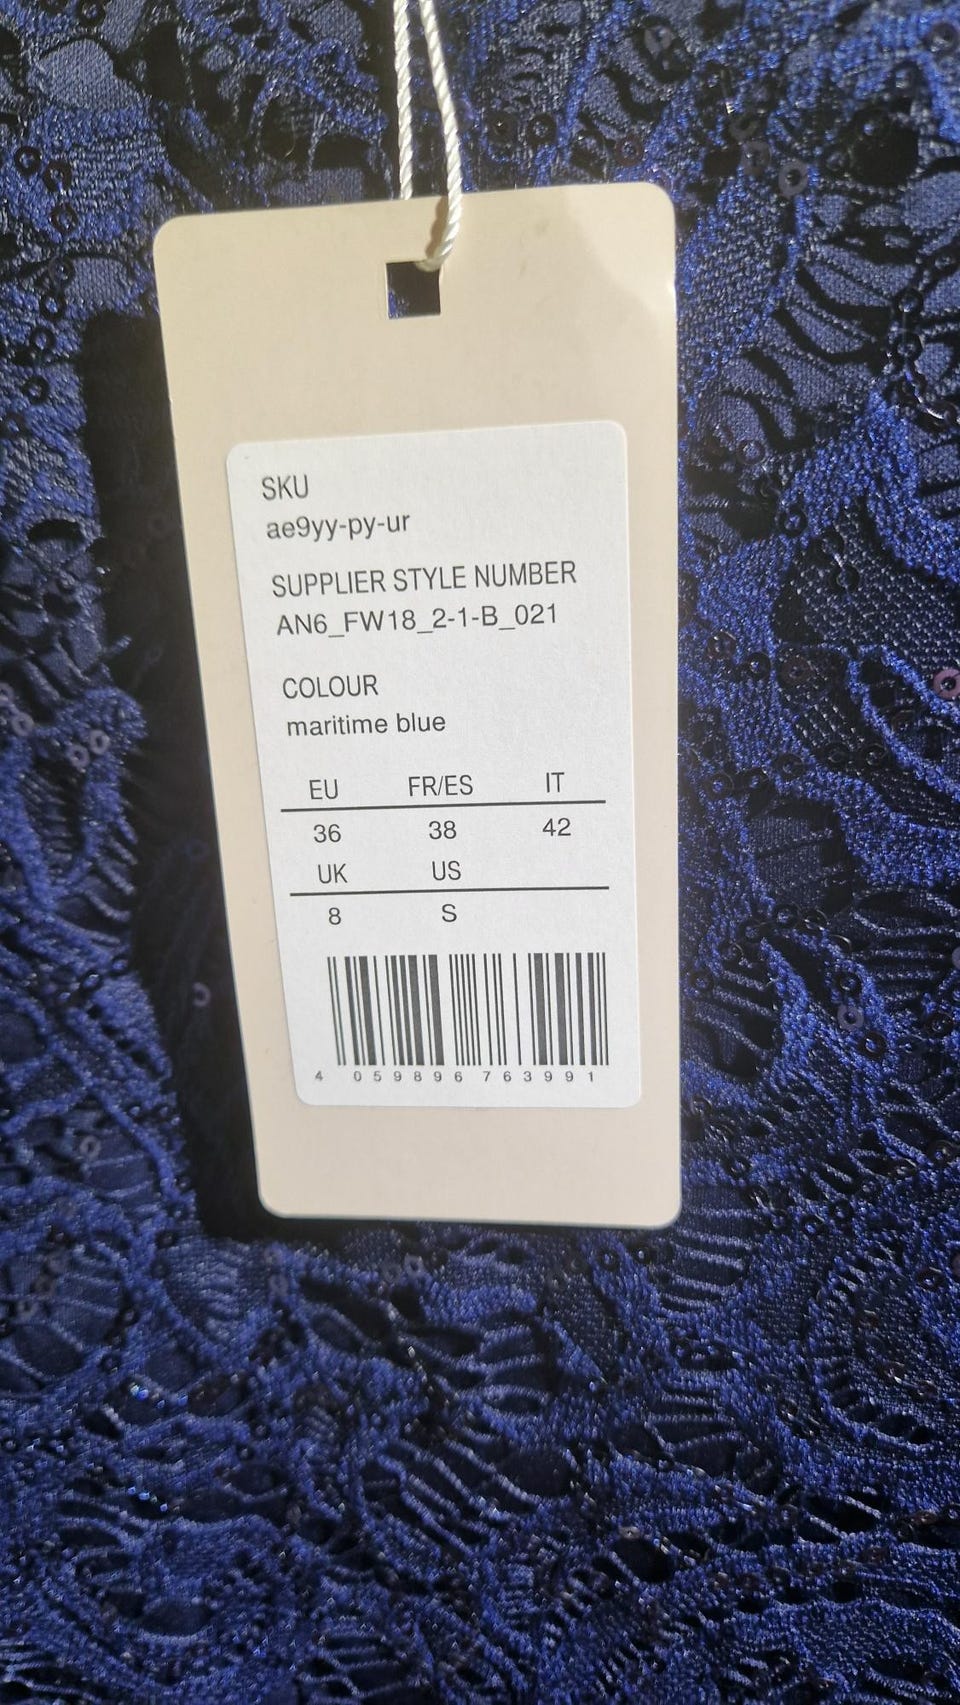 SKU
ae9yy-py-ur
SUPPLIER STYLE NUMBER
AN6_FW18_2-1-B_021
COLOUR
maritime blue
EU FR/ES IT
36 38 42
UK US
8 S
4 059896 763991